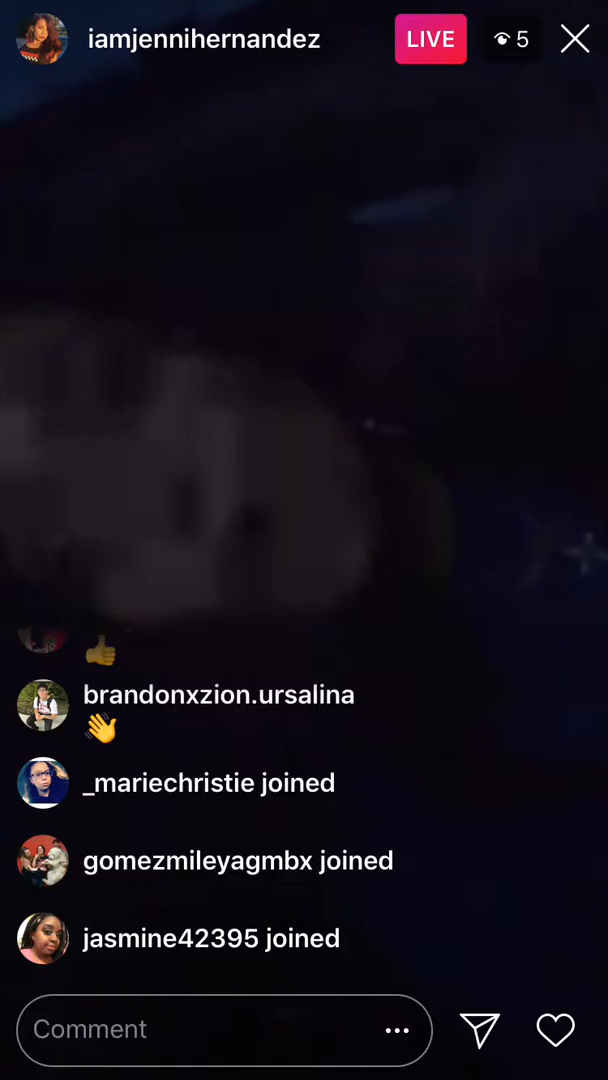 iamjennihernandez
LIVE
5
👍
brandonxzion.ursalina
👋
_mariechristie joined
gomezmileyagmbx joined
jasmine42395 joined
Comment